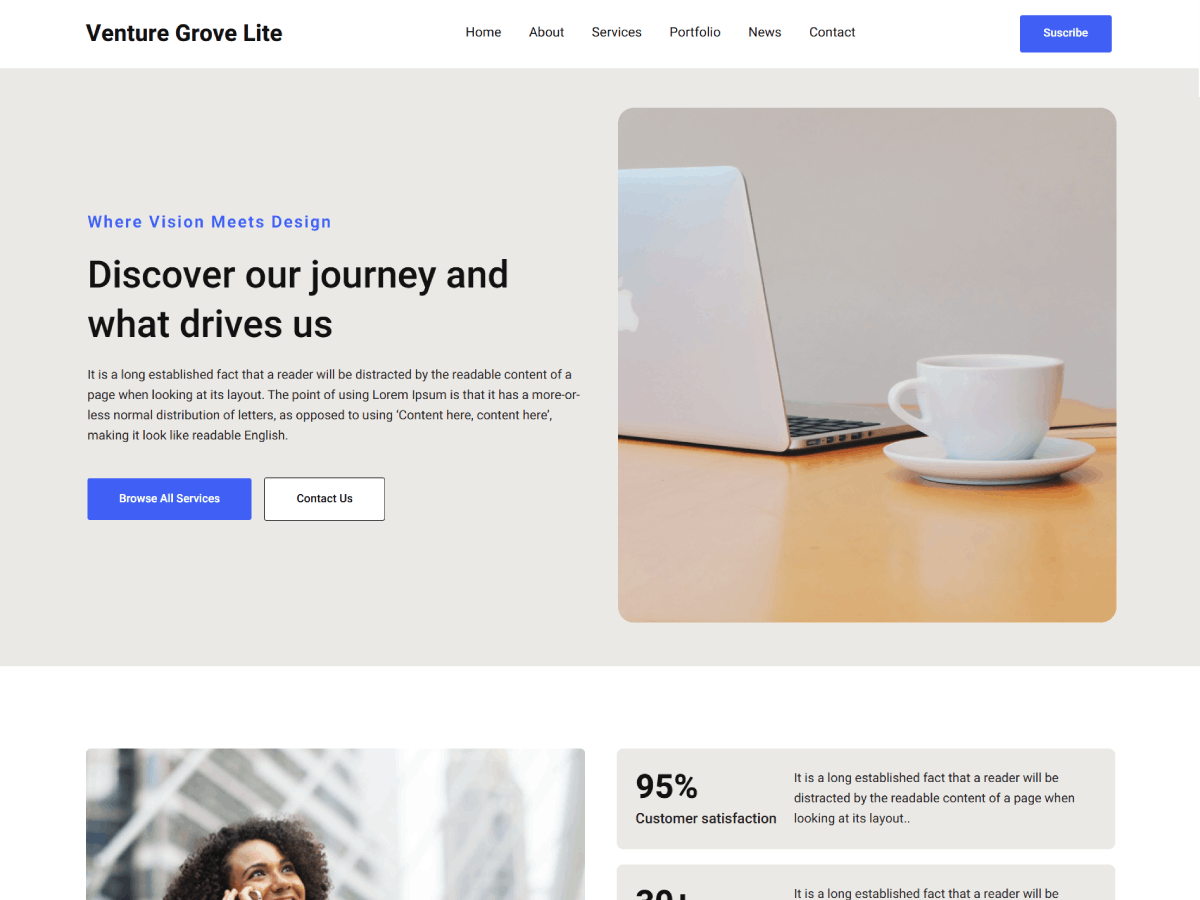 Venture Grove Lite
Home About Services Portfolio News Contact
Suscribe
Where Vision Meets Design
Discover our journey and
what drives us
It is a long established fact that a reader will be distracted by the readable content of a
page when looking at its layout. The point of using Lorem Ipsum is that it has a more-or-
less normal distribution of letters, as opposed to using ‘Content here, content here’,
making it look like readable English.
Browse All Services
Contact Us
95%
Customer satisfaction
It is a long established fact that a reader will be
distracted by the readable content of a page when
looking at its layout..
It is a long established fact that a reader will be